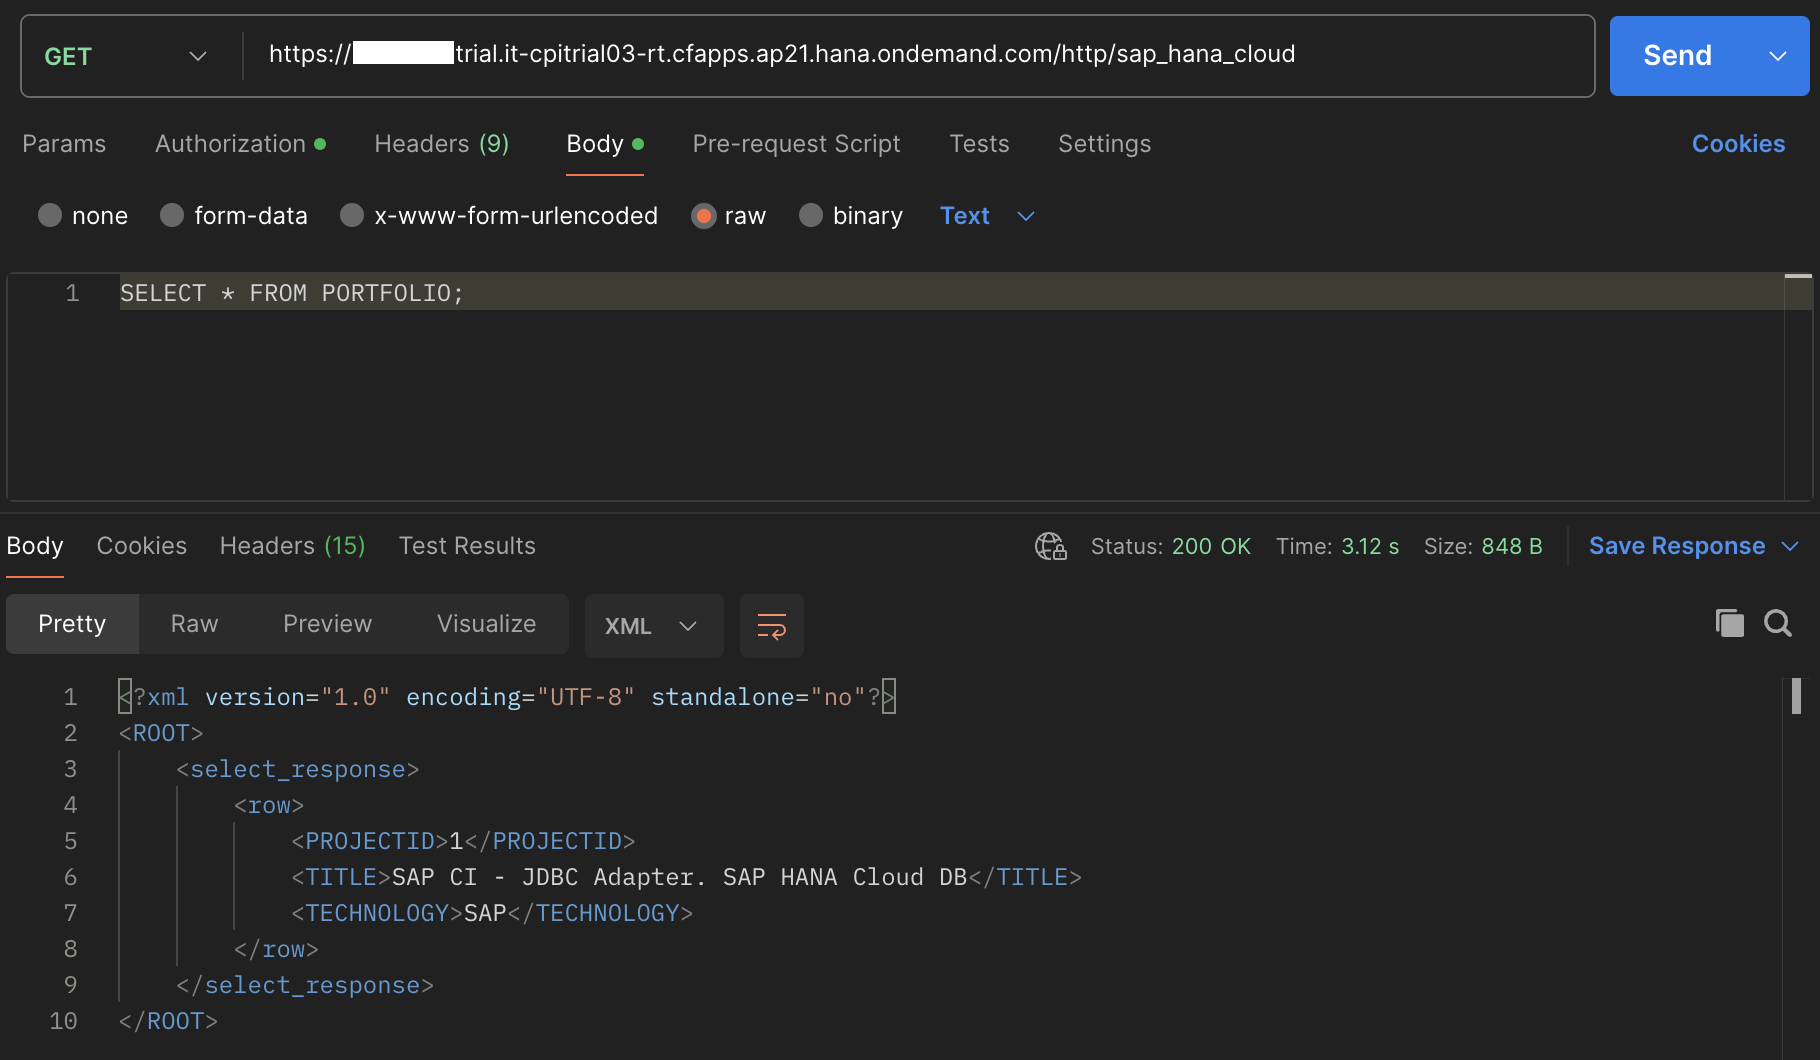 GET https://trial.it-cpitrial03-rt.cfapps.ap21.hana.ondemand.com/http/sap_hana_cloud Send
Params Authorization Headers (9) Body Pre-request Script Tests Settings Cookies
none form-data x-www-form-urlencoded raw binary Text
1 SELECT * FROM PORTFOLIO;
Body Cookies Headers (15) Test Results Status: 200 OK Time: 3.12 s Size: 848 B Save Response
Pretty Raw Preview Visualize XML
1 <?xml version="1.0" encoding="UTF-8" standalone="no"?>
2 <ROOT>
3 <select_response>
4 <row>
5 <PROJECTID>1</PROJECTID>
6 <TITLE>SAP CI - JDBC Adapter. SAP HANA Cloud DB</TITLE>
7 <TECHNOLOGY>SAP</TECHNOLOGY>
8 </row>
9 </select_response>
10 </ROOT>